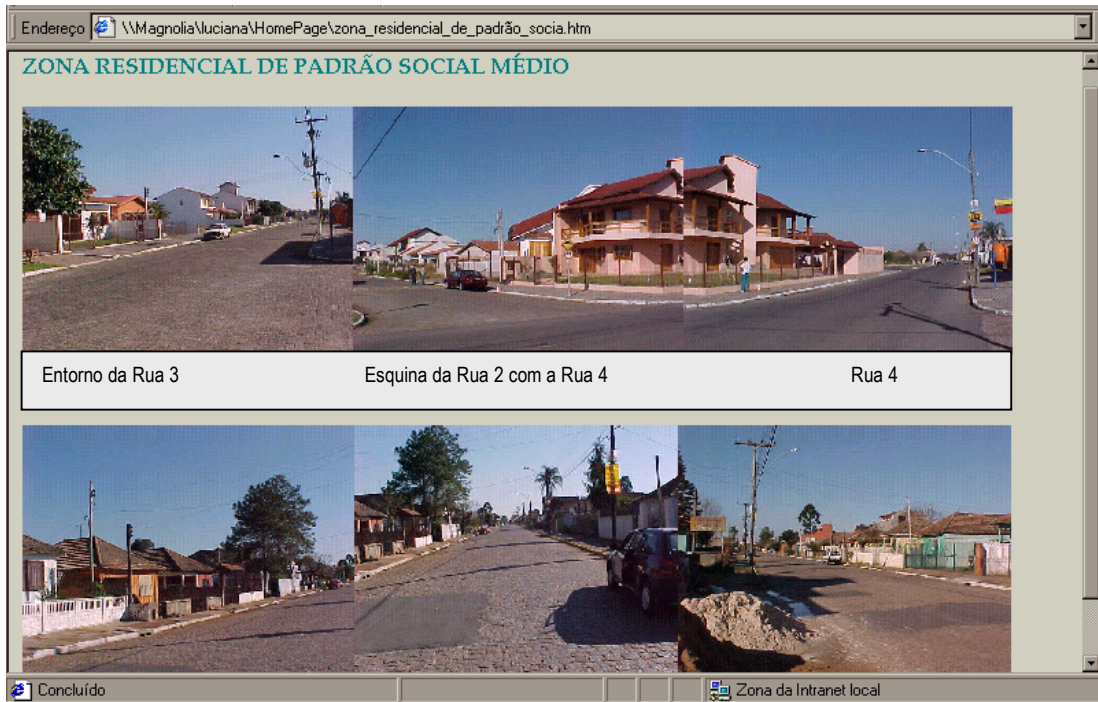 Endereço \\Magnolia\luciana\HomePage\zona_residencial_de_padrão_socia.htm
ZONA RESIDENCIAL DE PADRÃO SOCIAL MÉDIO
Entorno da Rua 3 Esquina da Rua 2 com a Rua 4 Rua 4
Concluído Zona da Intranet local